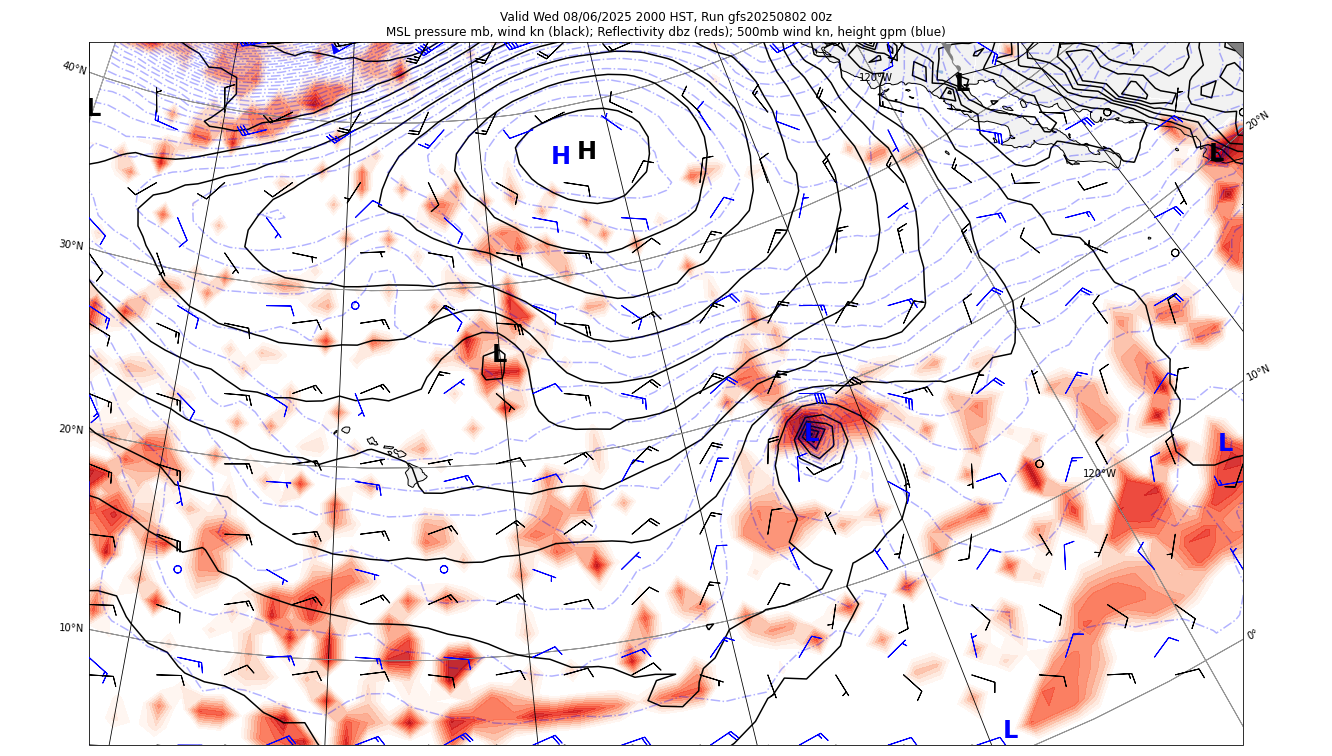 Valid Wed 08/06/2025 2000 HST, Run gfs20250802 00z
MSL pressure mb, wind kn (black); Reflectivity dbz (reds); 500mb wind kn, height gpm (blue)
40°N
120°W
L
L
20°N
H H
L
30°N
L
10°N
20°N
L
L
120°W
10°N
0°
L